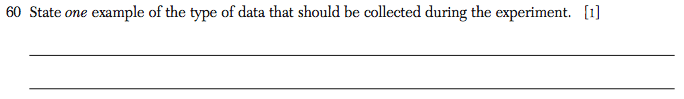 60 State one example of the type of data that should be collected during the experiment. [1]